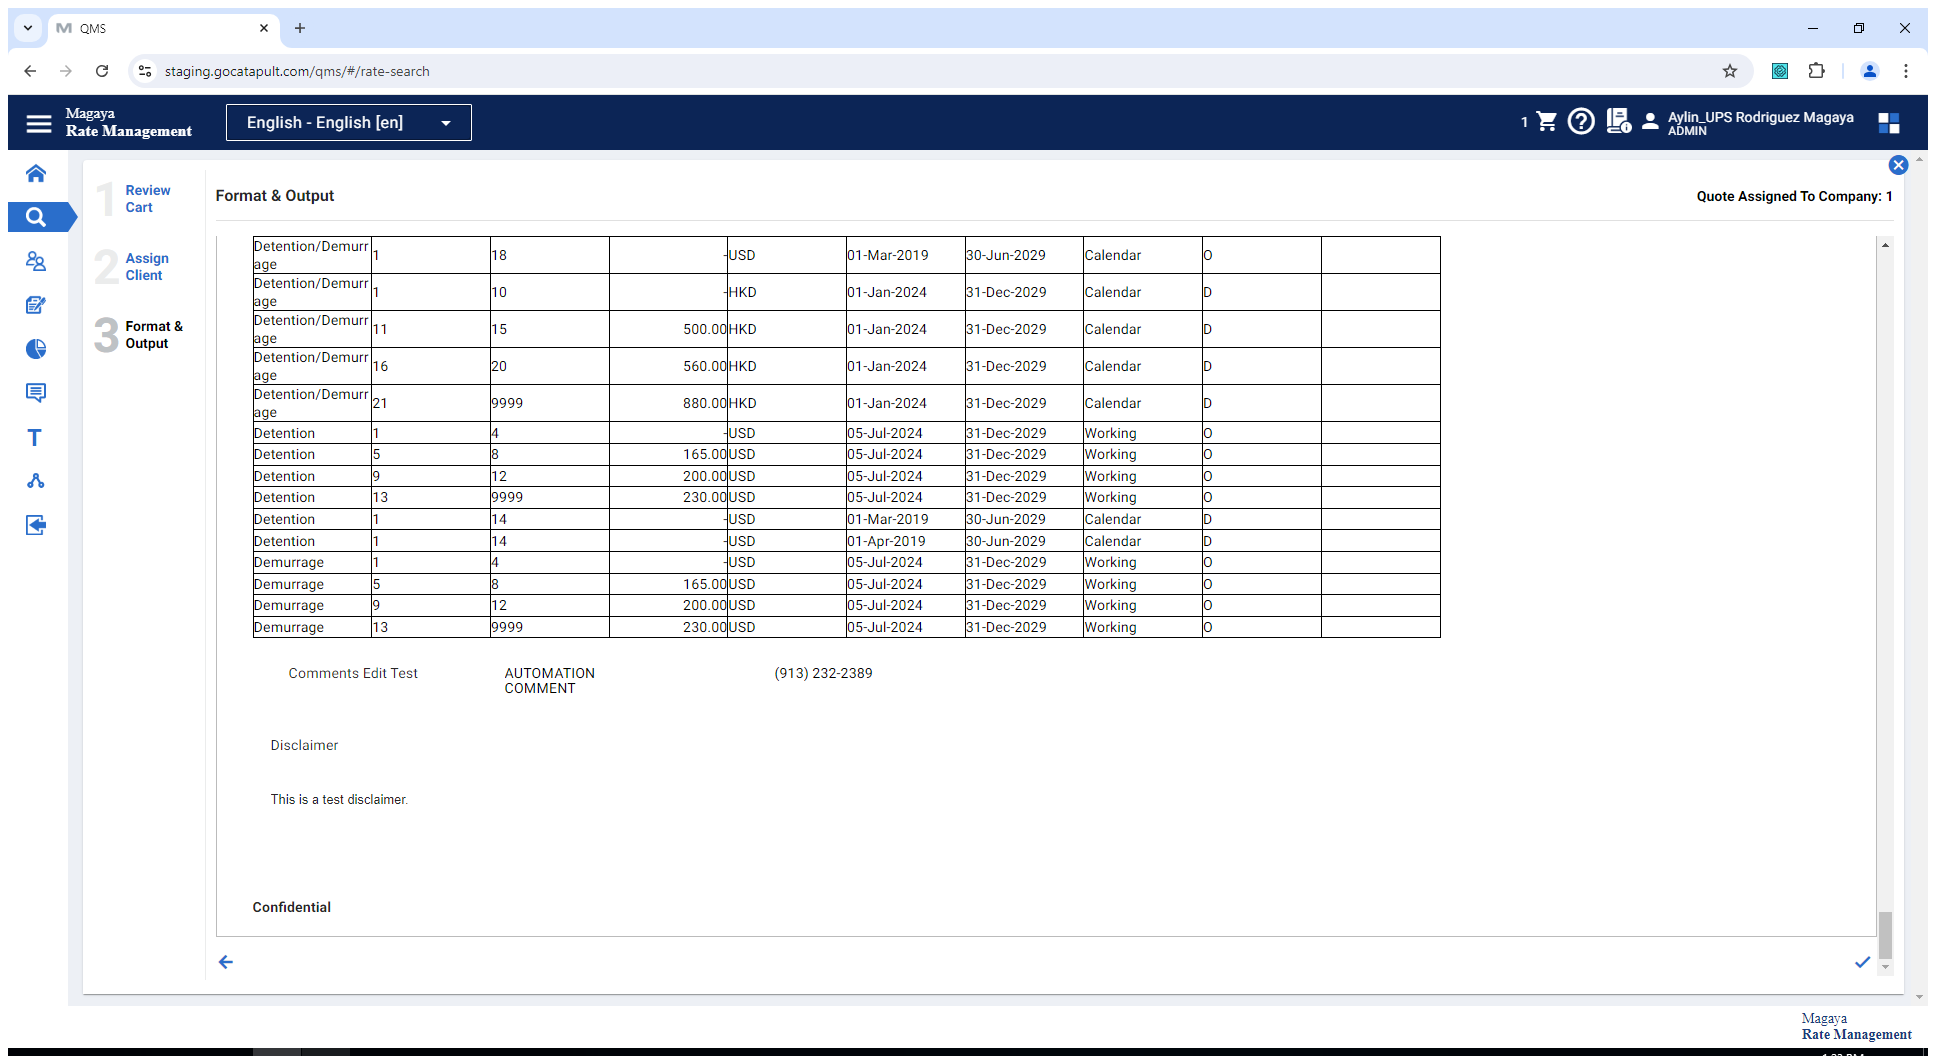 QMS
staging.gocatapult.com/qms/#/rate-search
Magaya
Rate Management
English - English [en]
1
Aylin_UPS Rodriguez Magaya
ADMIN
1 Review Cart
2 Assign Client
3 Format & Output
Format & Output
Quote Assigned To Company: 1
Detention/Demurrage 1 18 - USD 01-Mar-2019 30-Jun-2029 Calendar O
Detention/Demurrage 1 10 - HKD 01-Jan-2024 31-Dec-2029 Calendar D
Detention/Demurrage 11 15 500.00 HKD 01-Jan-2024 31-Dec-2029 Calendar D
Detention/Demurrage 16 20 560.00 HKD 01-Jan-2024 31-Dec-2029 Calendar D
Detention/Demurrage 21 9999 880.00 HKD 01-Jan-2024 31-Dec-2029 Calendar D
Detention 1 4 - USD 05-Jul-2024 31-Dec-2029 Working O
Detention 5 8 165.00 USD 05-Jul-2024 31-Dec-2029 Working O
Detention 9 12 200.00 USD 05-Jul-2024 31-Dec-2029 Working O
Detention 13 9999 230.00 USD 05-Jul-2024 31-Dec-2029 Working O
Detention 1 14 - USD 01-Mar-2019 30-Jun-2029 Calendar D
Detention 1 14 - USD 01-Apr-2019 30-Jun-2029 Calendar D
Demurrage 1 4 - USD 05-Jul-2024 31-Dec-2029 Working O
Demurrage 5 8 165.00 USD 05-Jul-2024 31-Dec-2029 Working O
Demurrage 9 12 200.00 USD 05-Jul-2024 31-Dec-2029 Working O
Demurrage 13 9999 230.00 USD 05-Jul-2024 31-Dec-2029 Working O
Comments Edit Test AUTOMATION COMMENT (913) 232-2389
Disclaimer
This is a test disclaimer.
Confidential
Magaya
Rate Management